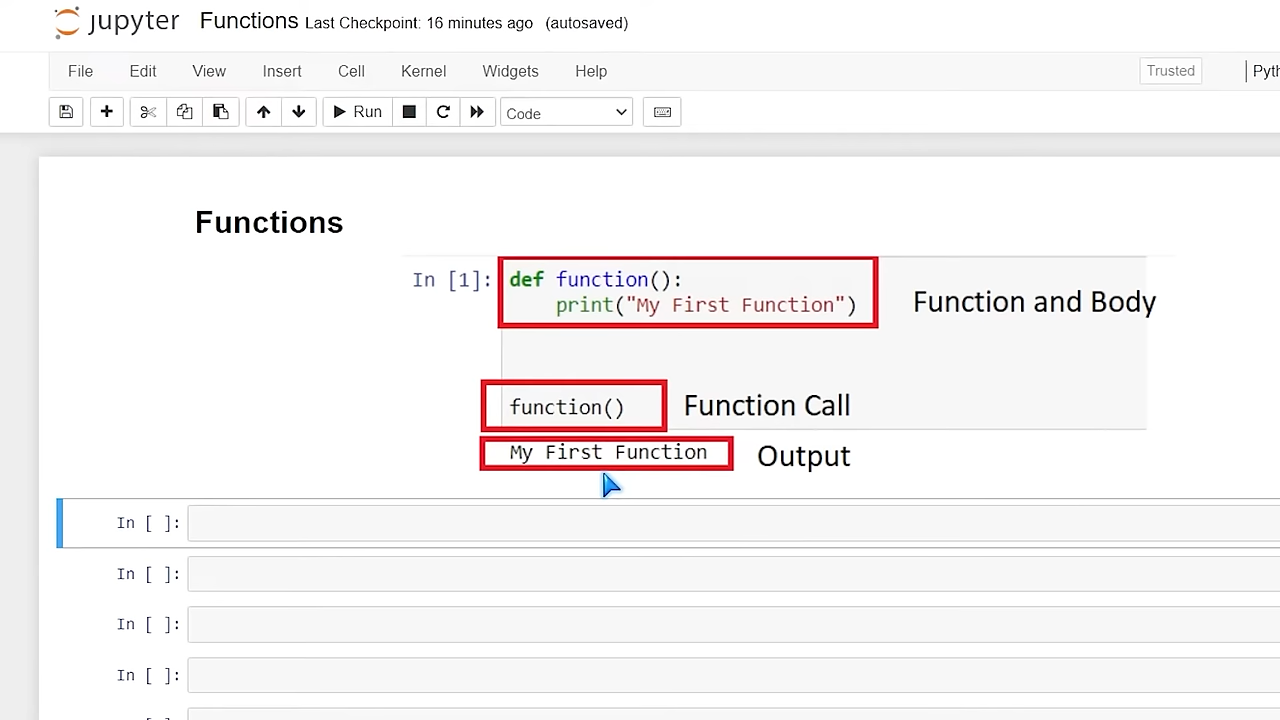 jupyter Functions Last Checkpoint: 16 minutes ago (autosaved)
File Edit View Insert Cell Kernel Widgets Help Trusted Pyth
Run Code
Functions
In [1]: def function():
print("My First Function")
Function and Body
function()
Function Call
My First Function
Output
In [ ]:
In [ ]:
In [ ]:
In [ ]: